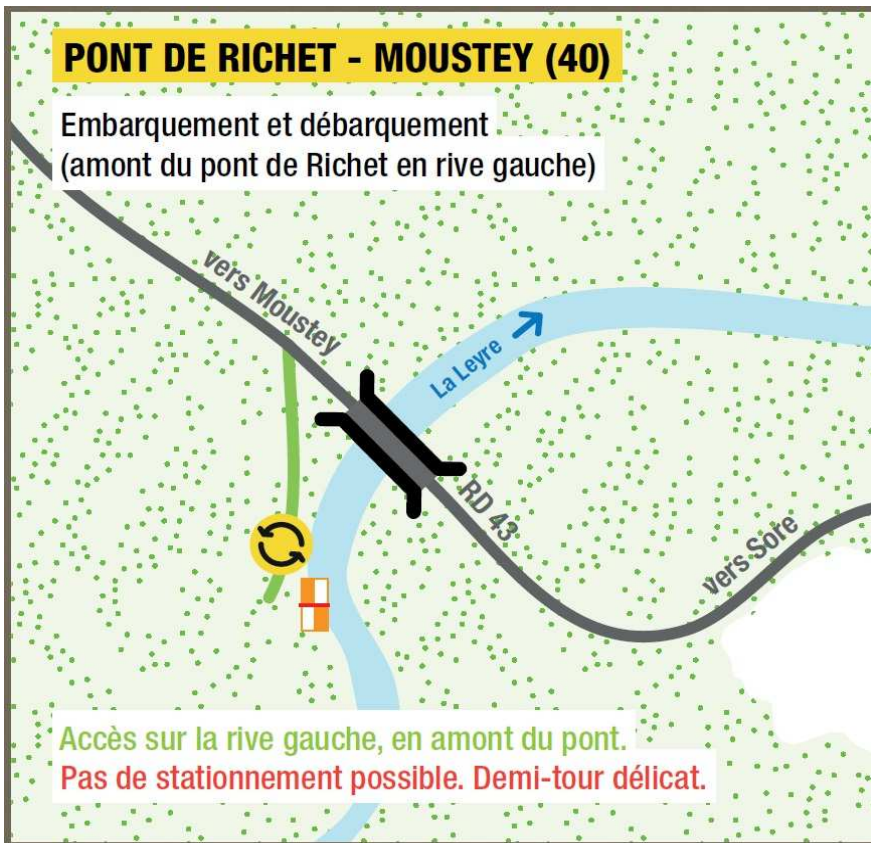 PONT DE RICHET - MOUSTEY (40)
Embarquement et débarquement
(amont du pont de Richet en rive gauche)
vers Moustey
La Leyre
RD 43
vers Sore
Accès sur la rive gauche, en amont du pont.
Pas de stationnement possible. Demi-tour délicat.